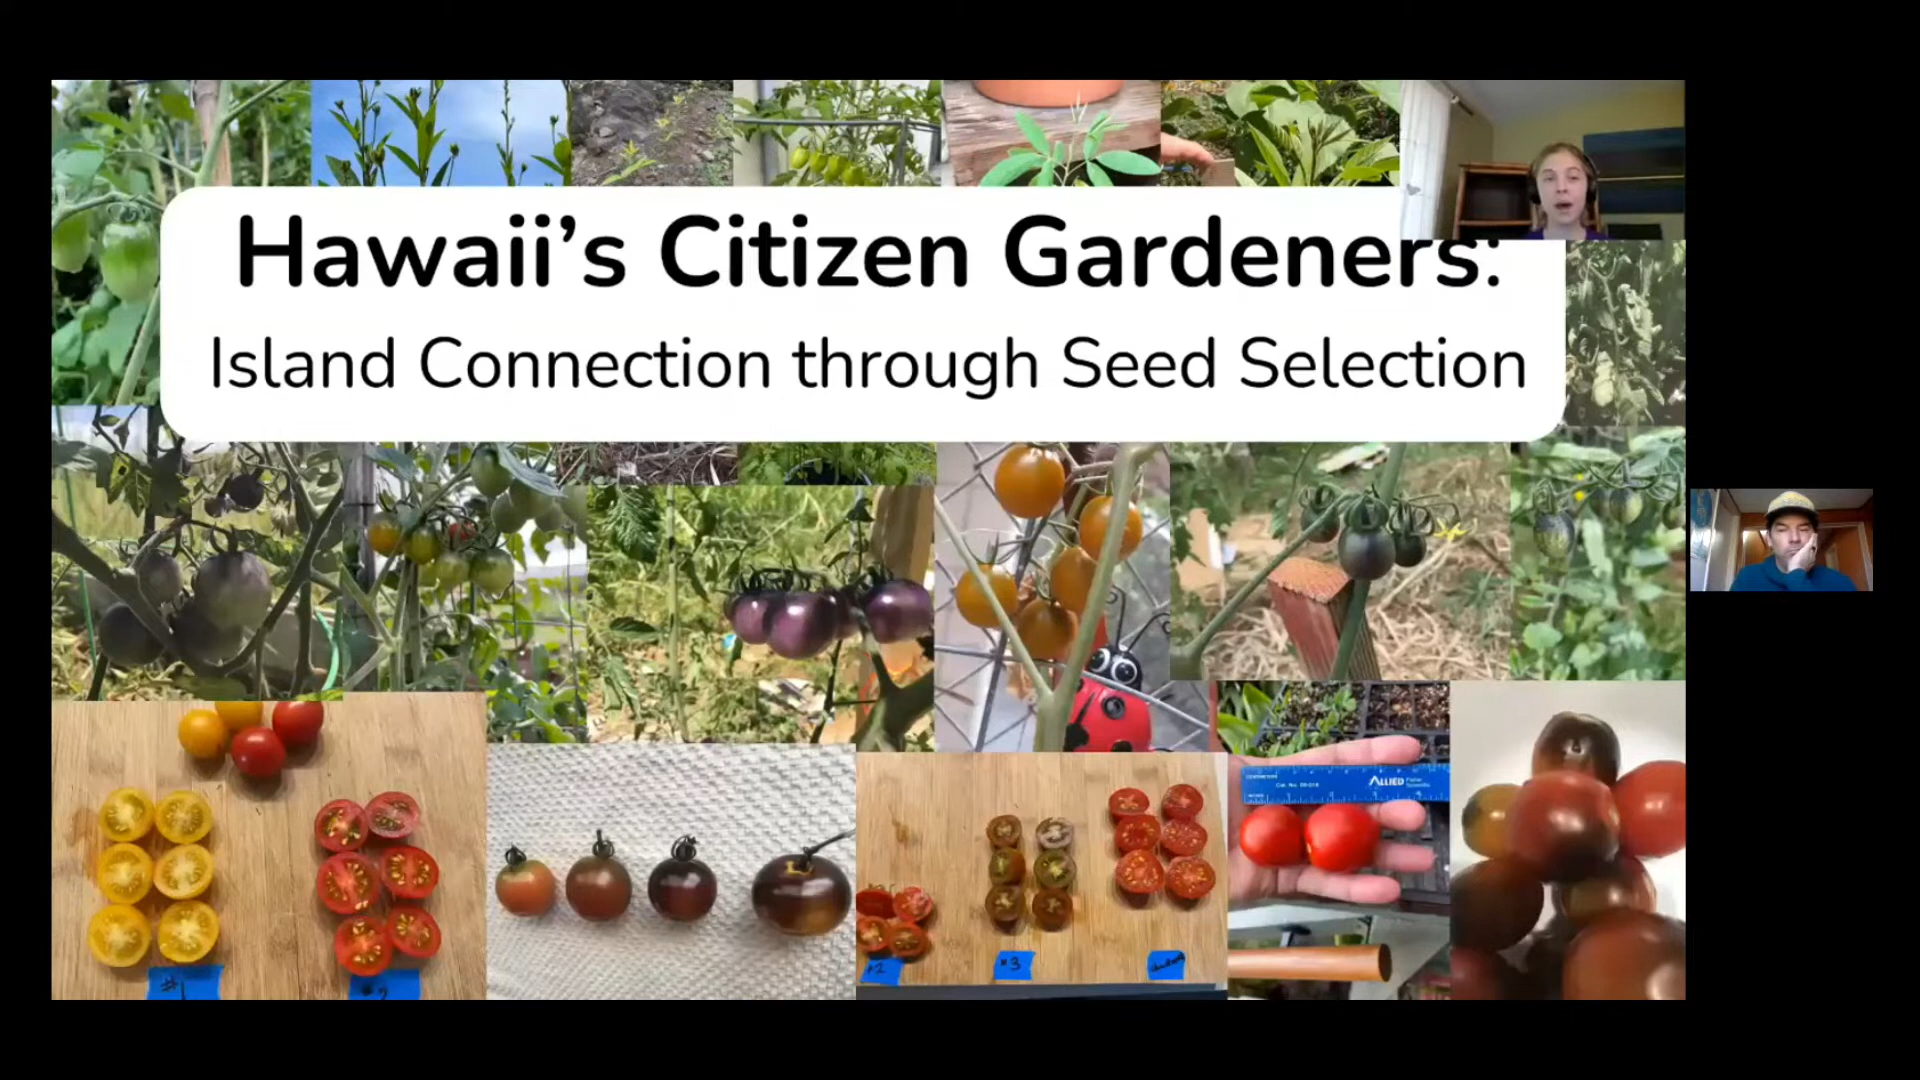 Hawaii’s Citizen Gardeners:
Island Connection through Seed Selection
ALLIED
#1
#2
#2
#3